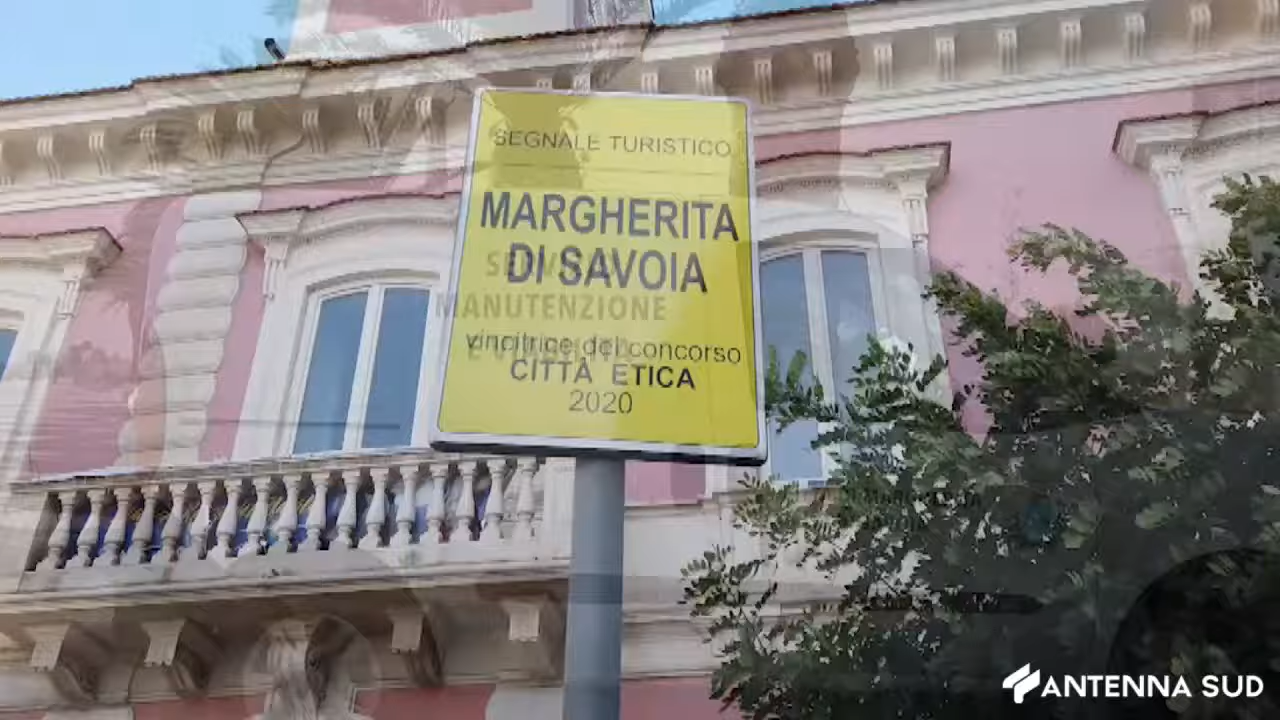 SEGNALE TURISTICO
MARGHERITA
DI SAVOIA
MANUTENZIONE
vincitrice del concorso
CITTÀ ETICA
2020
ANTENNA SUD